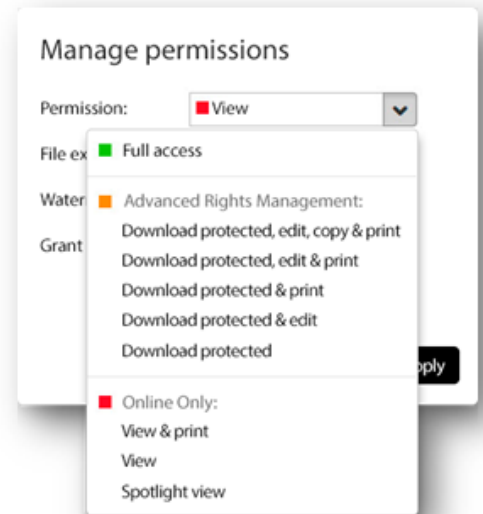 Manage permissions
Permission: View
File ex
Full access
Water
Advanced Rights Management:
Download protected, edit, copy & print
Grant
Download protected, edit & print
Download protected & print
Download protected & edit
Download protected
pply
Online Only:
View & print
View
Spotlight view